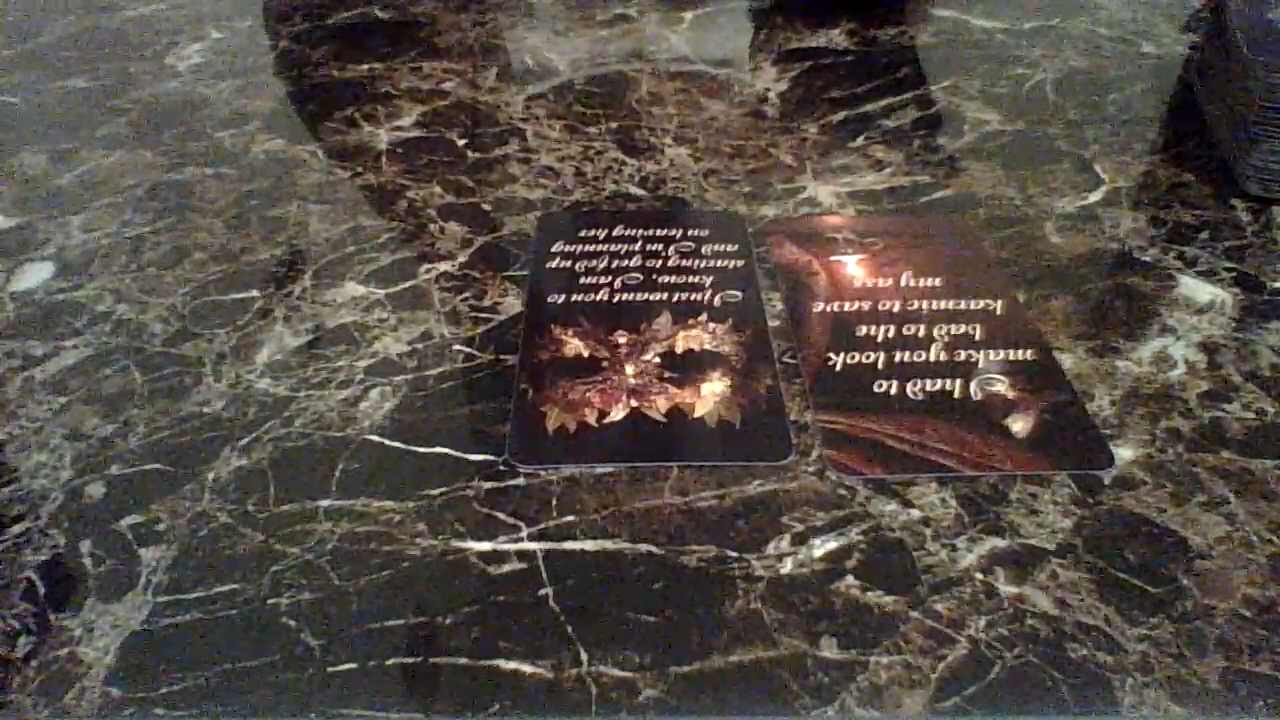 I just want you to
know, I am
starting to get fed up
and I'm planning
on leaving her
I had to
make you look
bad to the
karmic to save
my ass